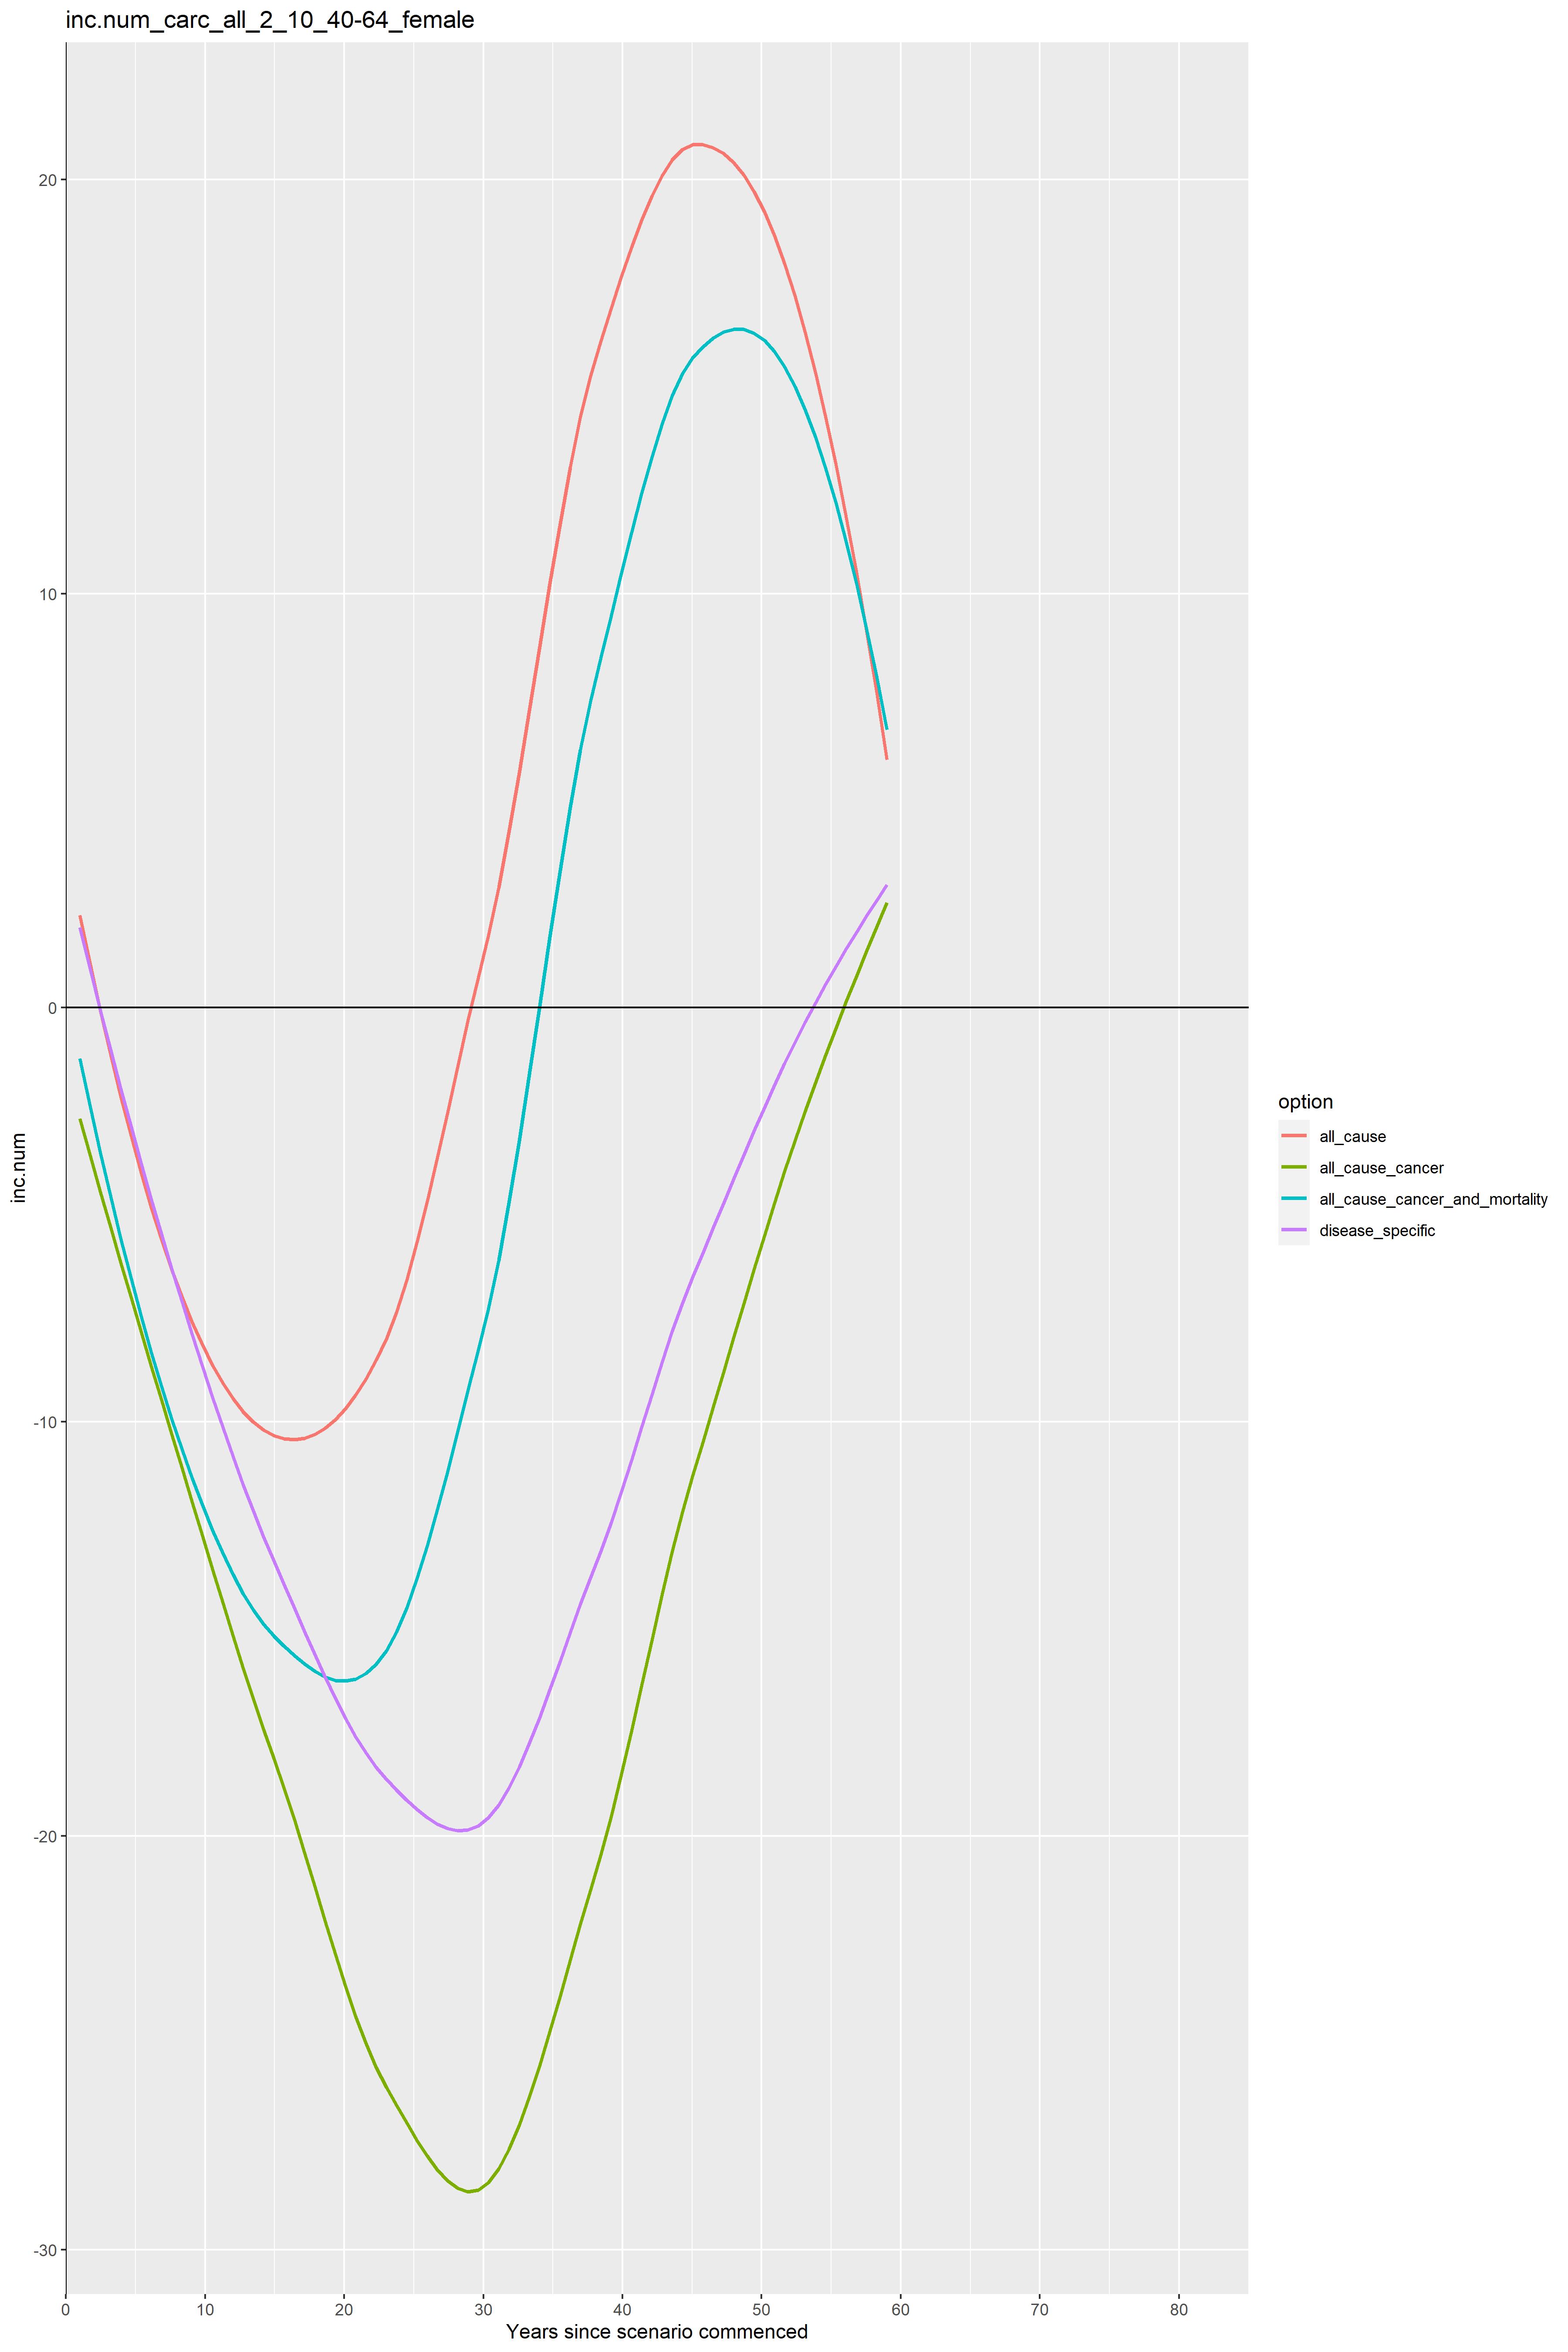 inc.num_carc_all_2_10_40-64_female
20
10
0
-10
-20
-30
inc.num
0 10 20 30 40 50 60 70 80
Years since scenario commenced
option
all_cause
all_cause_cancer
all_cause_cancer_and_mortality
disease_specific